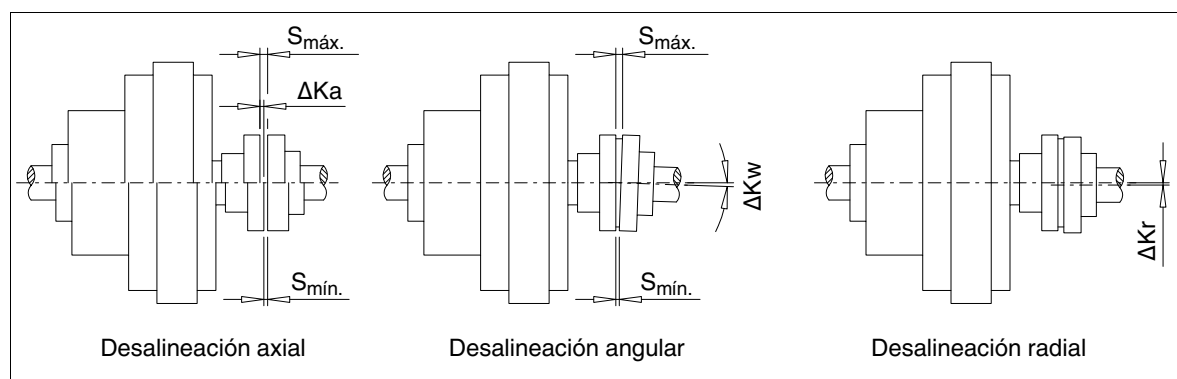 Smáx.
ΔKa
Smín.
Desalineación axial
Smáx.
ΔKw
Smín.
Desalineación angular
ΔKr
Desalineación radial